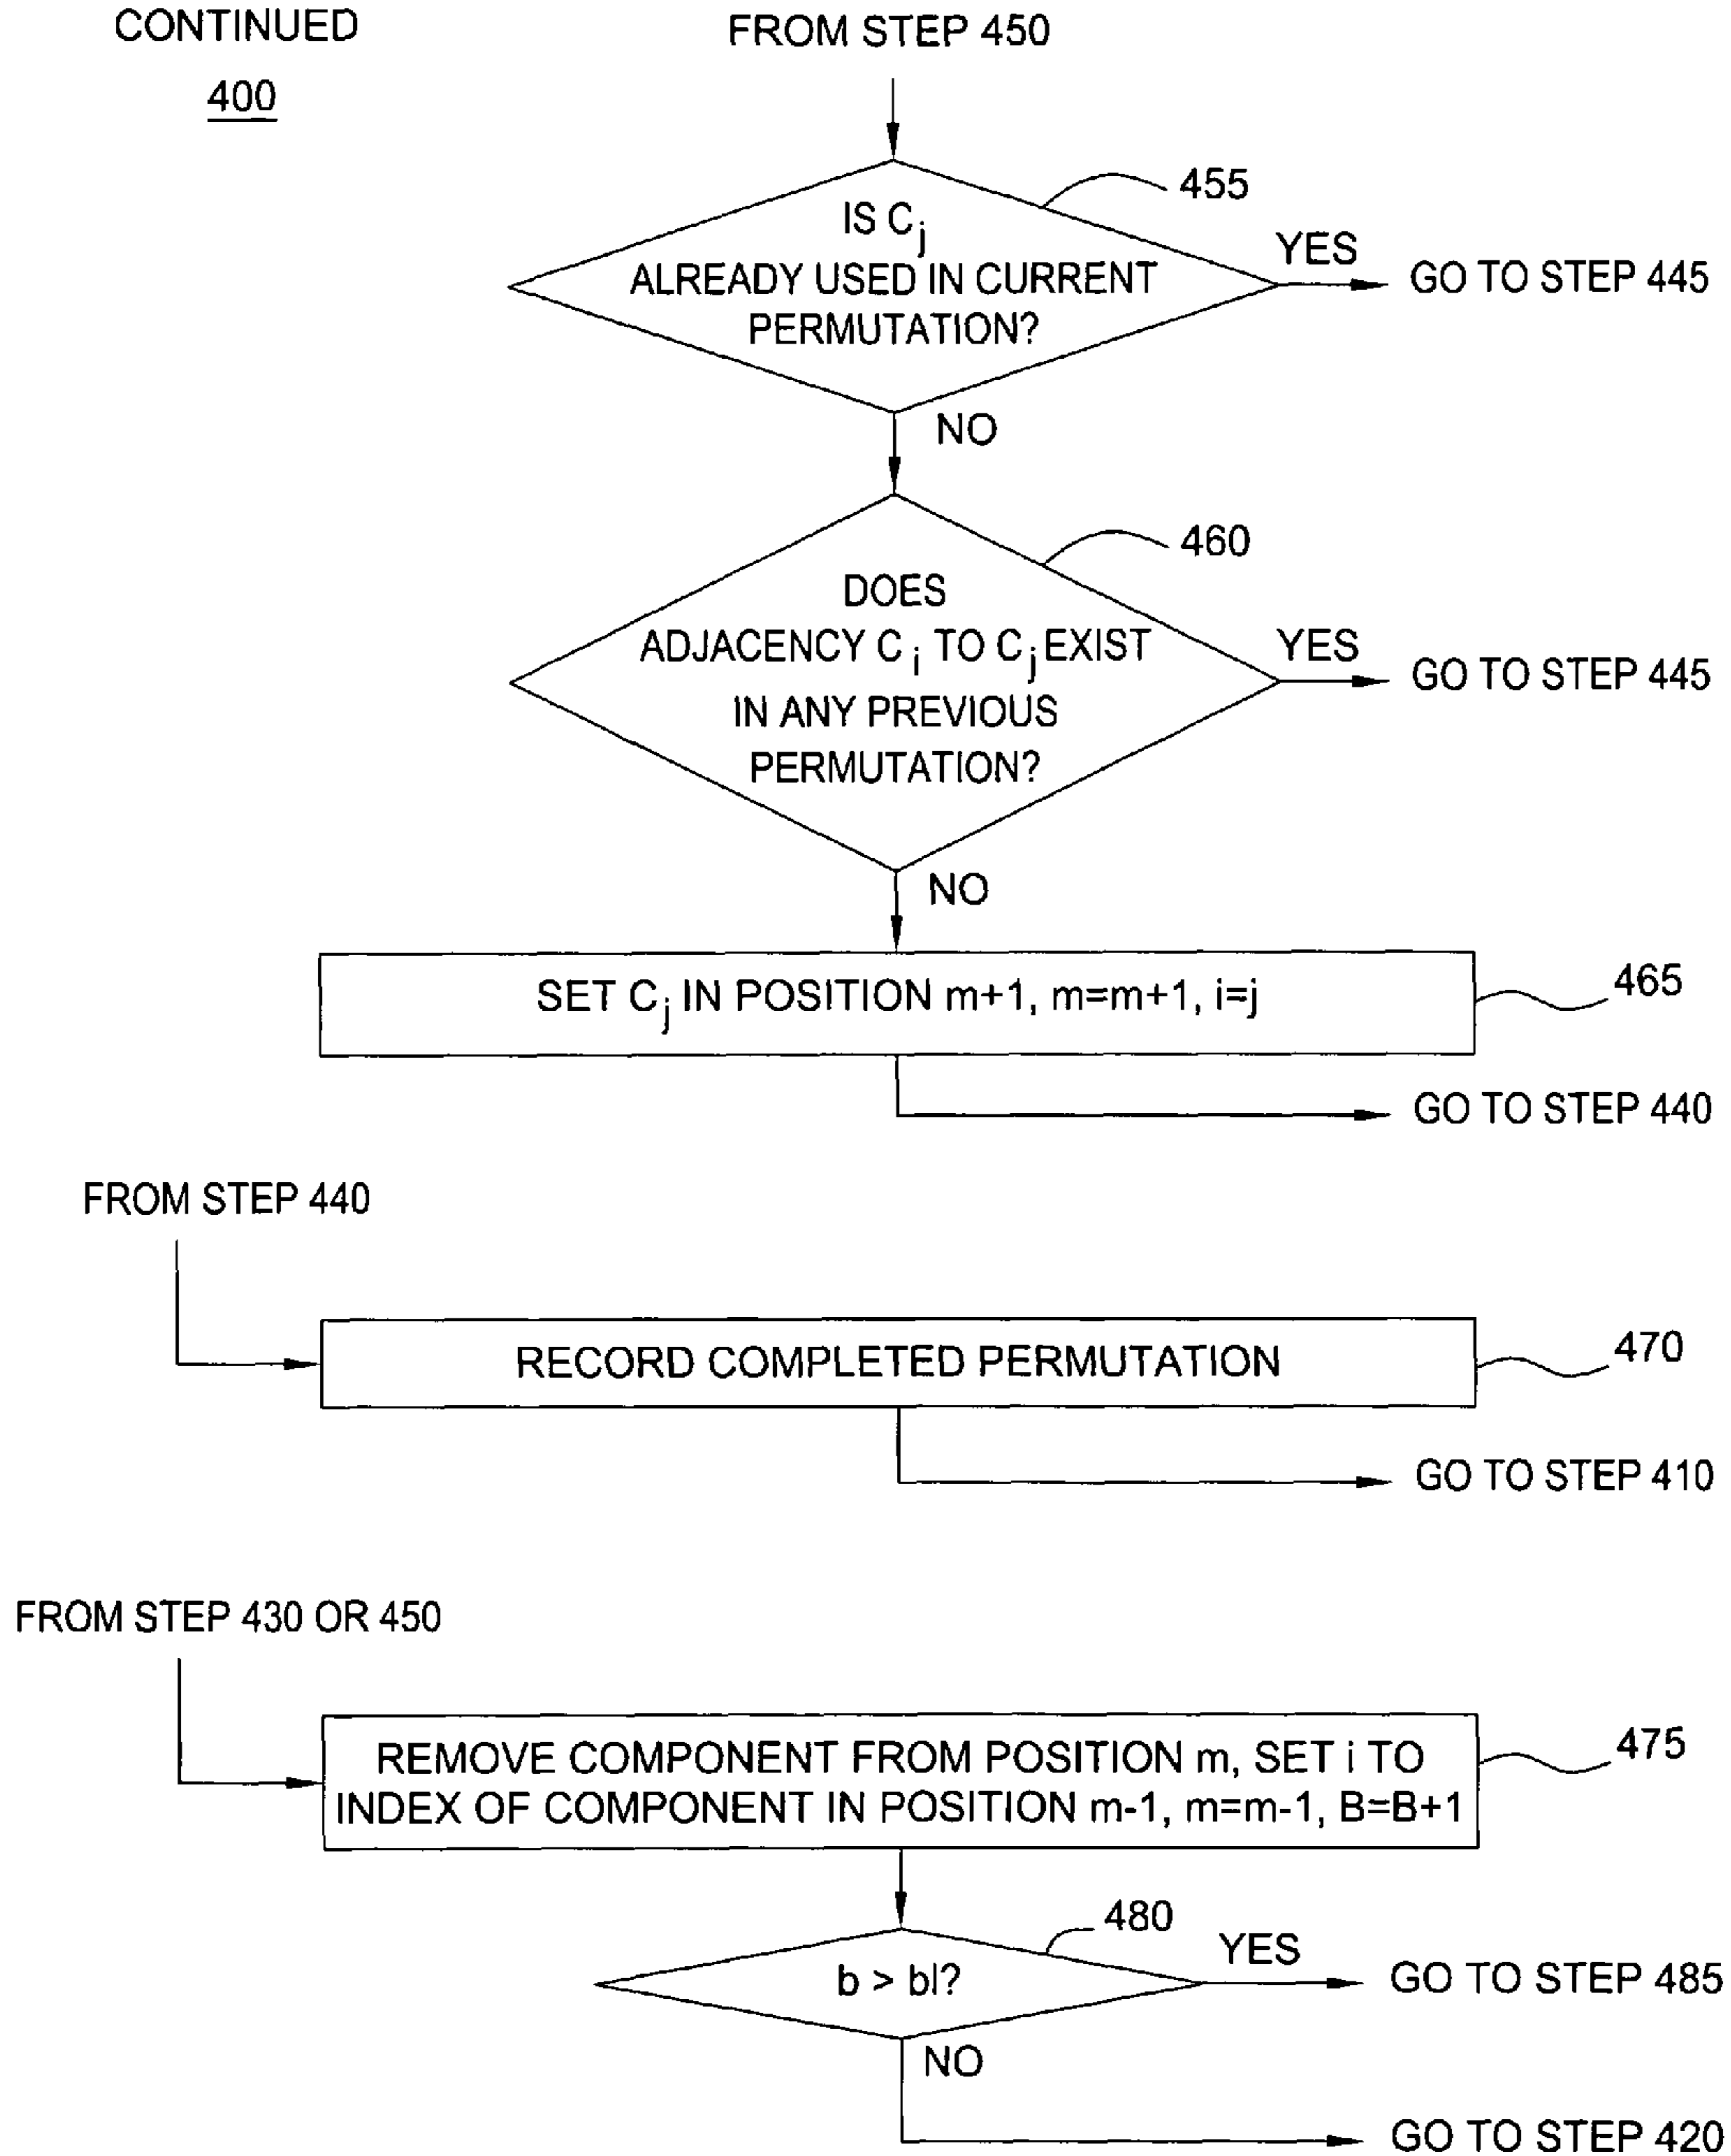 CONTINUED
400
FROM STEP 450
455
IS Cj
ALREADY USED IN CURRENT
PERMUTATION?
YES
GO TO STEP 445
NO
460
DOES
ADJACENCY Ci TO Cj EXIST
IN ANY PREVIOUS
PERMUTATION?
YES
GO TO STEP 445
NO
SET Cj IN POSITION m+1, m=m+1, i=j
465
GO TO STEP 440
FROM STEP 440
RECORD COMPLETED PERMUTATION
470
GO TO STEP 410
FROM STEP 430 OR 450
REMOVE COMPONENT FROM POSITION m, SET i TO
INDEX OF COMPONENT IN POSITION m-1, m=m-1, B=B+1
475
480
b > bl?
YES
GO TO STEP 485
NO
GO TO STEP 420